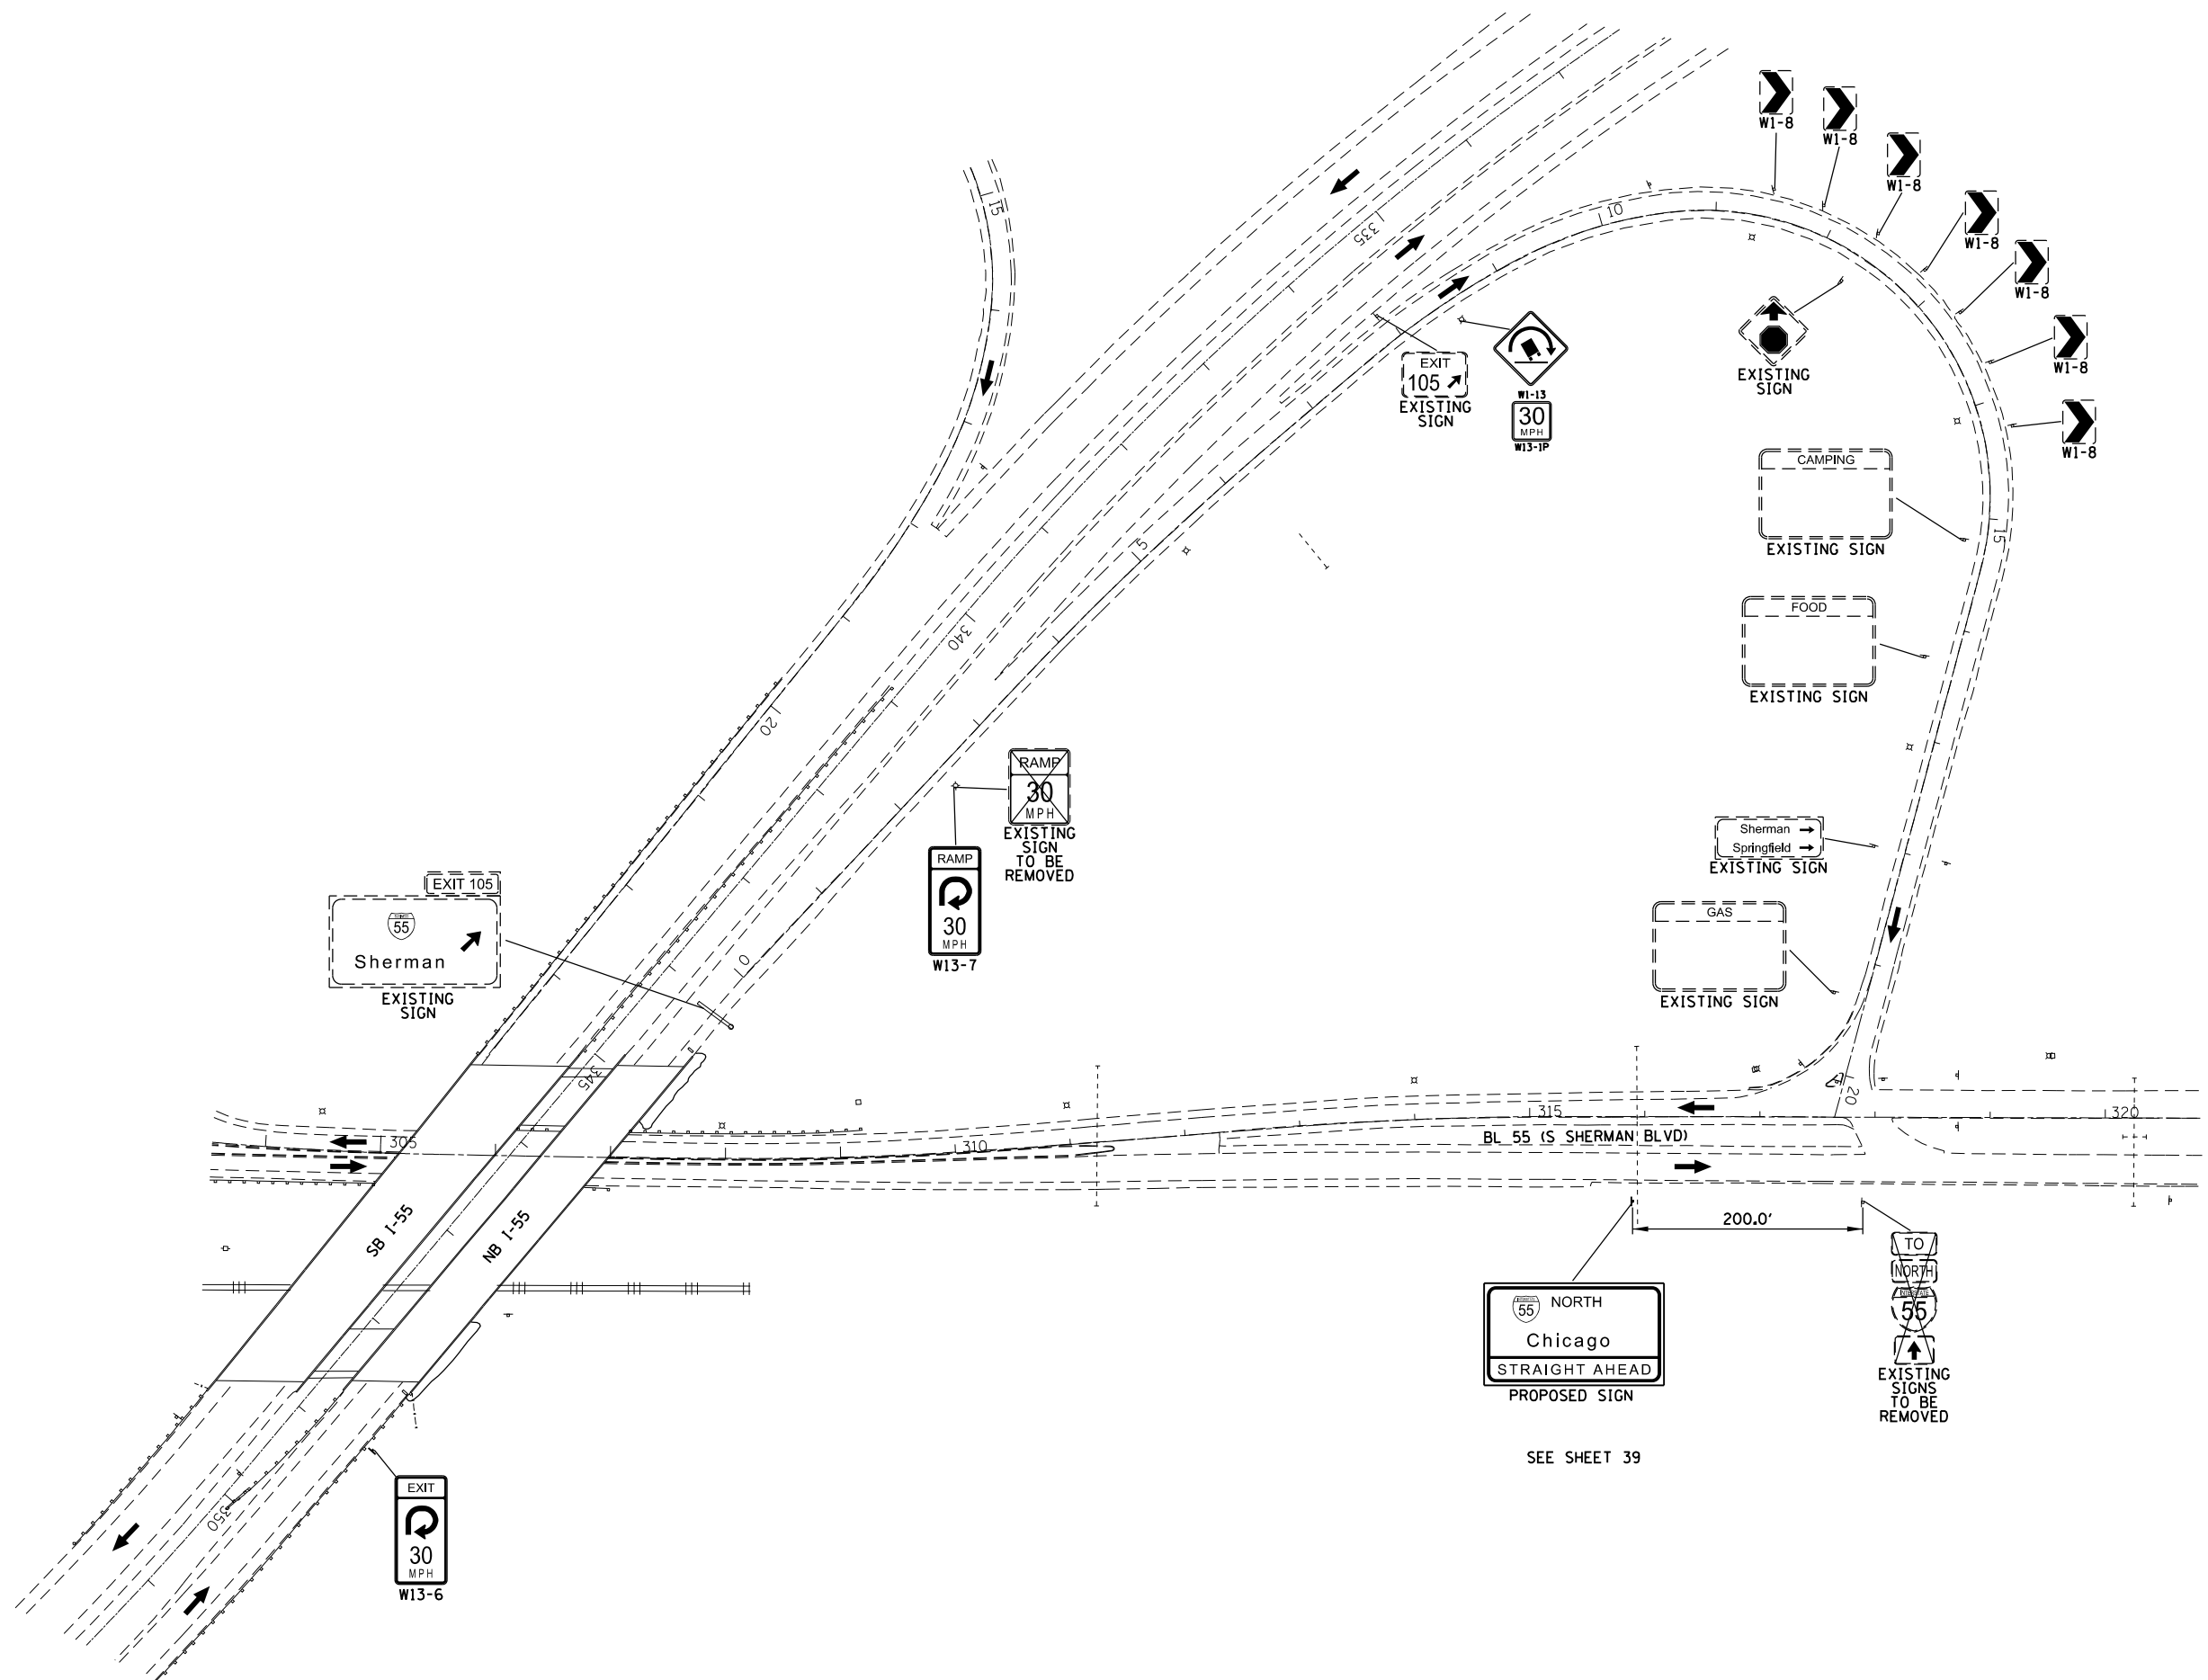 W1-8
W1-8
W1-8
W1-8
W1-8
W1-8
W1-8
15
10
335
EXIT
105
EXISTING
SIGN
W1-13
30
MPH
W13-1P
EXISTING
SIGN
CAMPING
EXISTING SIGN
15
5
FOOD
EXISTING SIGN
340
20
RAMP
30
MPH
EXISTING
SIGN
TO BE
REMOVED
RAMP
30
MPH
W13-7
Sherman
Springfield
EXISTING SIGN
EXIT 105
55
Sherman
EXISTING
SIGN
GAS
EXISTING SIGN
0
345
20
305
310
315
320
BL 55 (S SHERMAN BLVD)
SB I-55
NB I-55
200.0'
55 NORTH
Chicago
STRAIGHT AHEAD
PROPOSED SIGN
TO
NORTH
55
EXISTING
SIGNS
TO BE
REMOVED
SEE SHEET 39
350
EXIT
30
MPH
W13-6